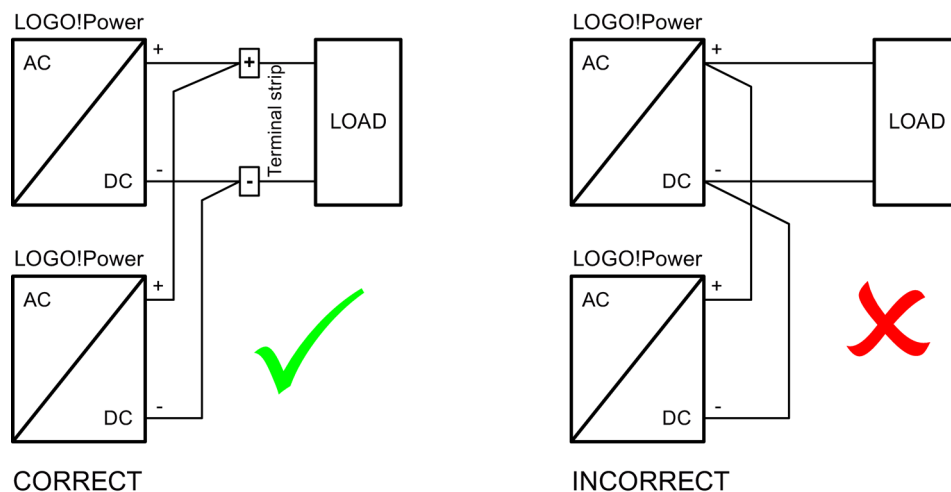 LOGO!Power
AC
DC
+
-
+
-
Terminal strip
LOAD
LOGO!Power
AC
DC
+
-
CORRECT
LOGO!Power
AC
DC
+
-
LOAD
LOGO!Power
AC
DC
+
-
INCORRECT